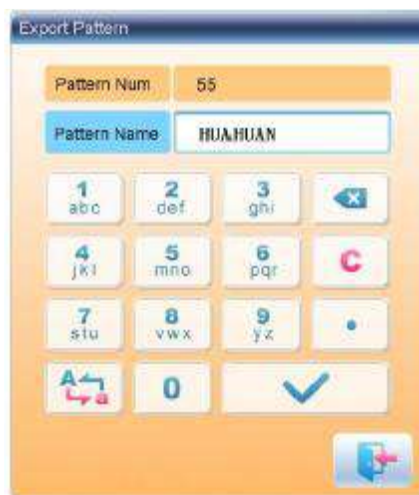 Export Pattern
Pattern Num 55
Pattern Name HUAHUAN
1 2 3
abc def ghi
4 5 6 C
jkl mno pqr
7 8 9 .
stu vwx yz
A a 0